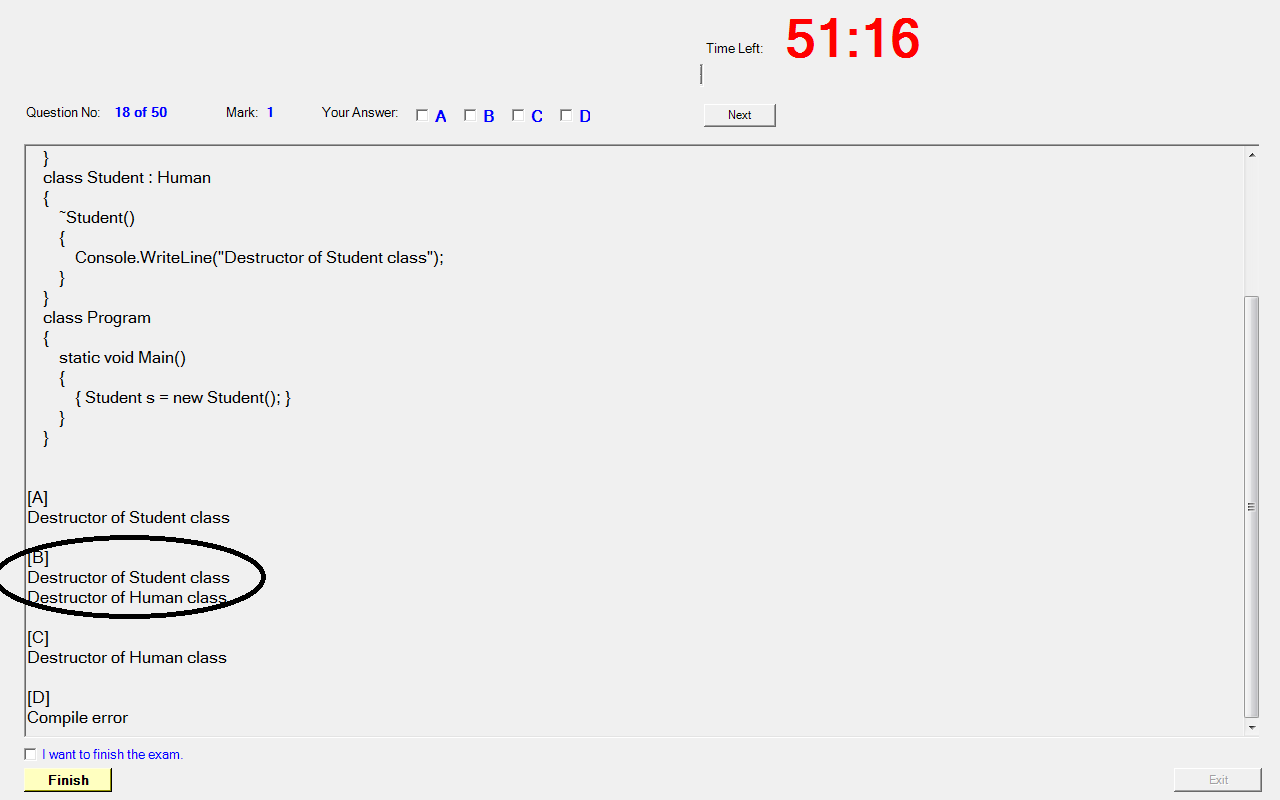 Time Left: 51:16
Question No: 18 of 50 Mark: 1 Your Answer: A B C D Next
}
class Student : Human
{
~Student()
{
Console.WriteLine("Destructor of Student class");
}
}
class Program
{
static void Main()
{
{ Student s = new Student(); }
}
}
[A]
Destructor of Student class
[B]
Destructor of Student class
Destructor of Human class
[C]
Destructor of Human class
[D]
Compile error
I want to finish the exam.
Finish Exit